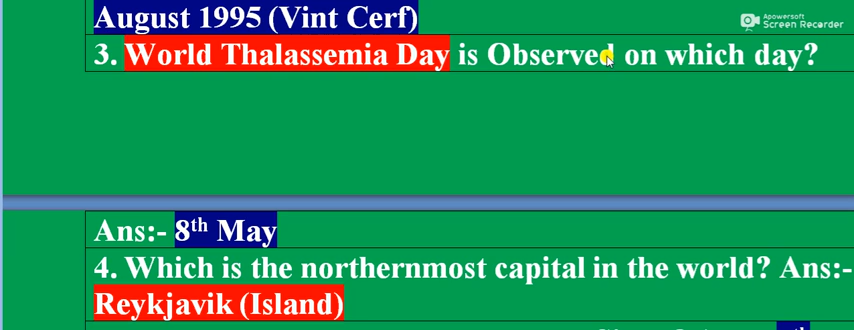 August 1995 (Vint Cerf)
Apowersoft
Screen Recorder
3. World Thalassemia Day is Observed on which day?
Ans:- 8th May
4. Which is the northernmost capital in the world? Ans:-
Reykjavik (Island)